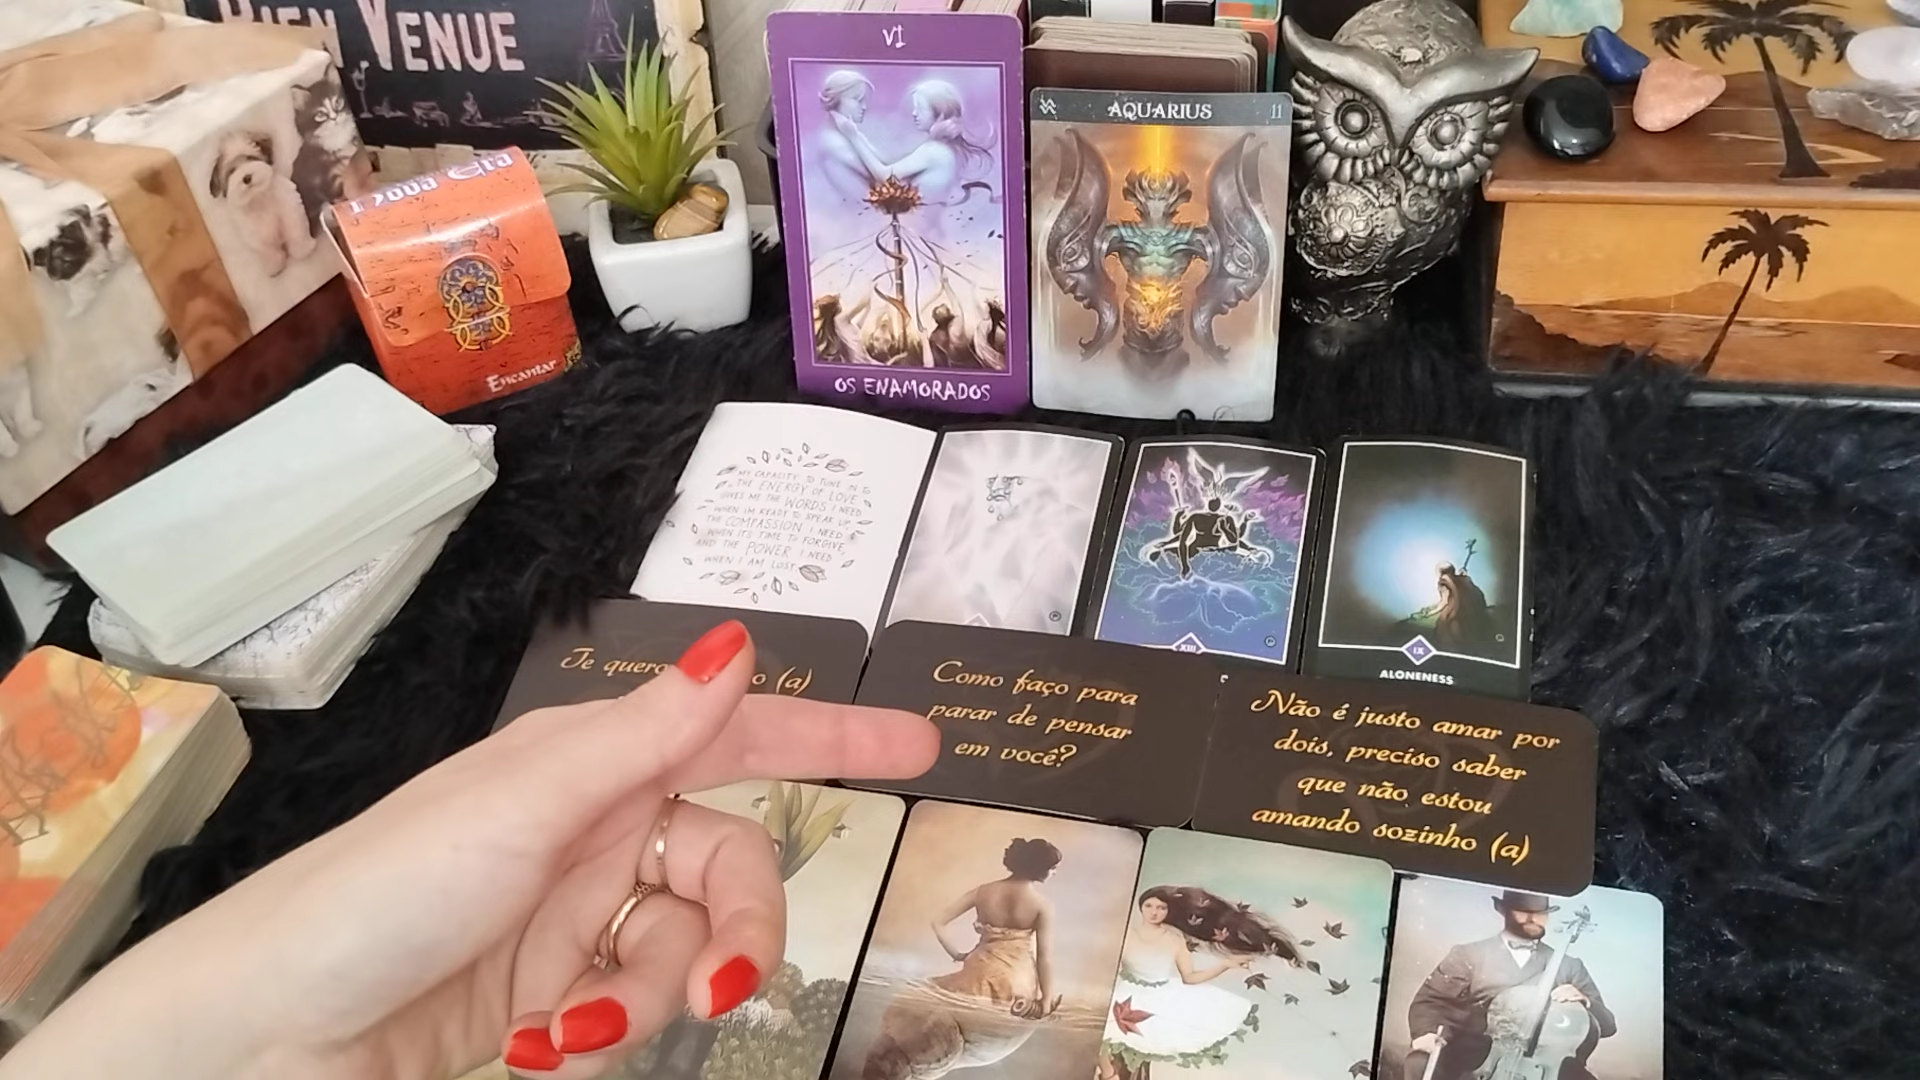 BIEN VENUE
Nova Era
Encantar
VI
OS ENAMORADOS
AQUARIUS
11
MY CAPACITY TO TUNE IN TO
THE ENERGY OF LOVE
GIVES ME THE WORDS I NEED
WHEN I'M READY TO SPEAK UP,
THE COMPASSION I NEED
WHEN IT'S TIME TO FORGIVE,
AND THE POWER I NEED
WHEN I AM LOST.
XIII
IX
ALONENESS
Te quero
(a)
Como faço para
parar de pensar
em você?
Não é justo amar por
dois, preciso saber
que não estou
amando sozinho (a)